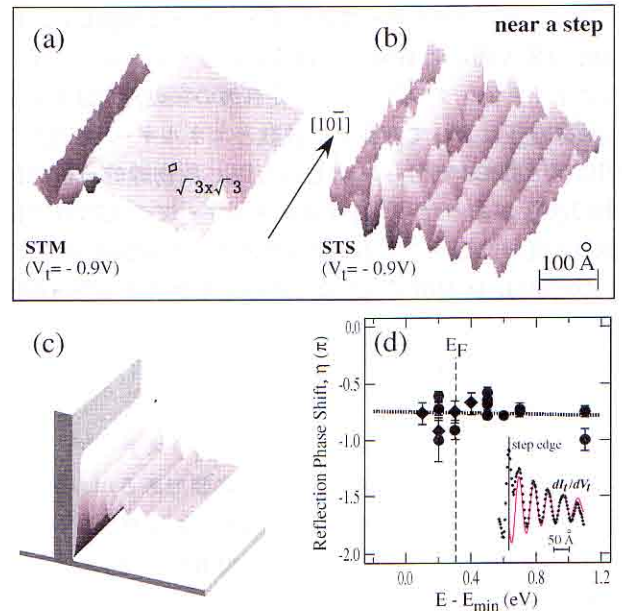 near a step
(a)
(b)
[101̄]
√3x√3
STM
(Vt= - 0.9V)
STS
(Vt= - 0.9V)
100 Å
(c)
(d)
EF
0.0
-0.5
-1.0
-1.5
-2.0
Reflection Phase Shift, η (π)
step edge
dIt/dVt
50 Å
0.0
0.4
0.8
1.2
E - Emin (eV)